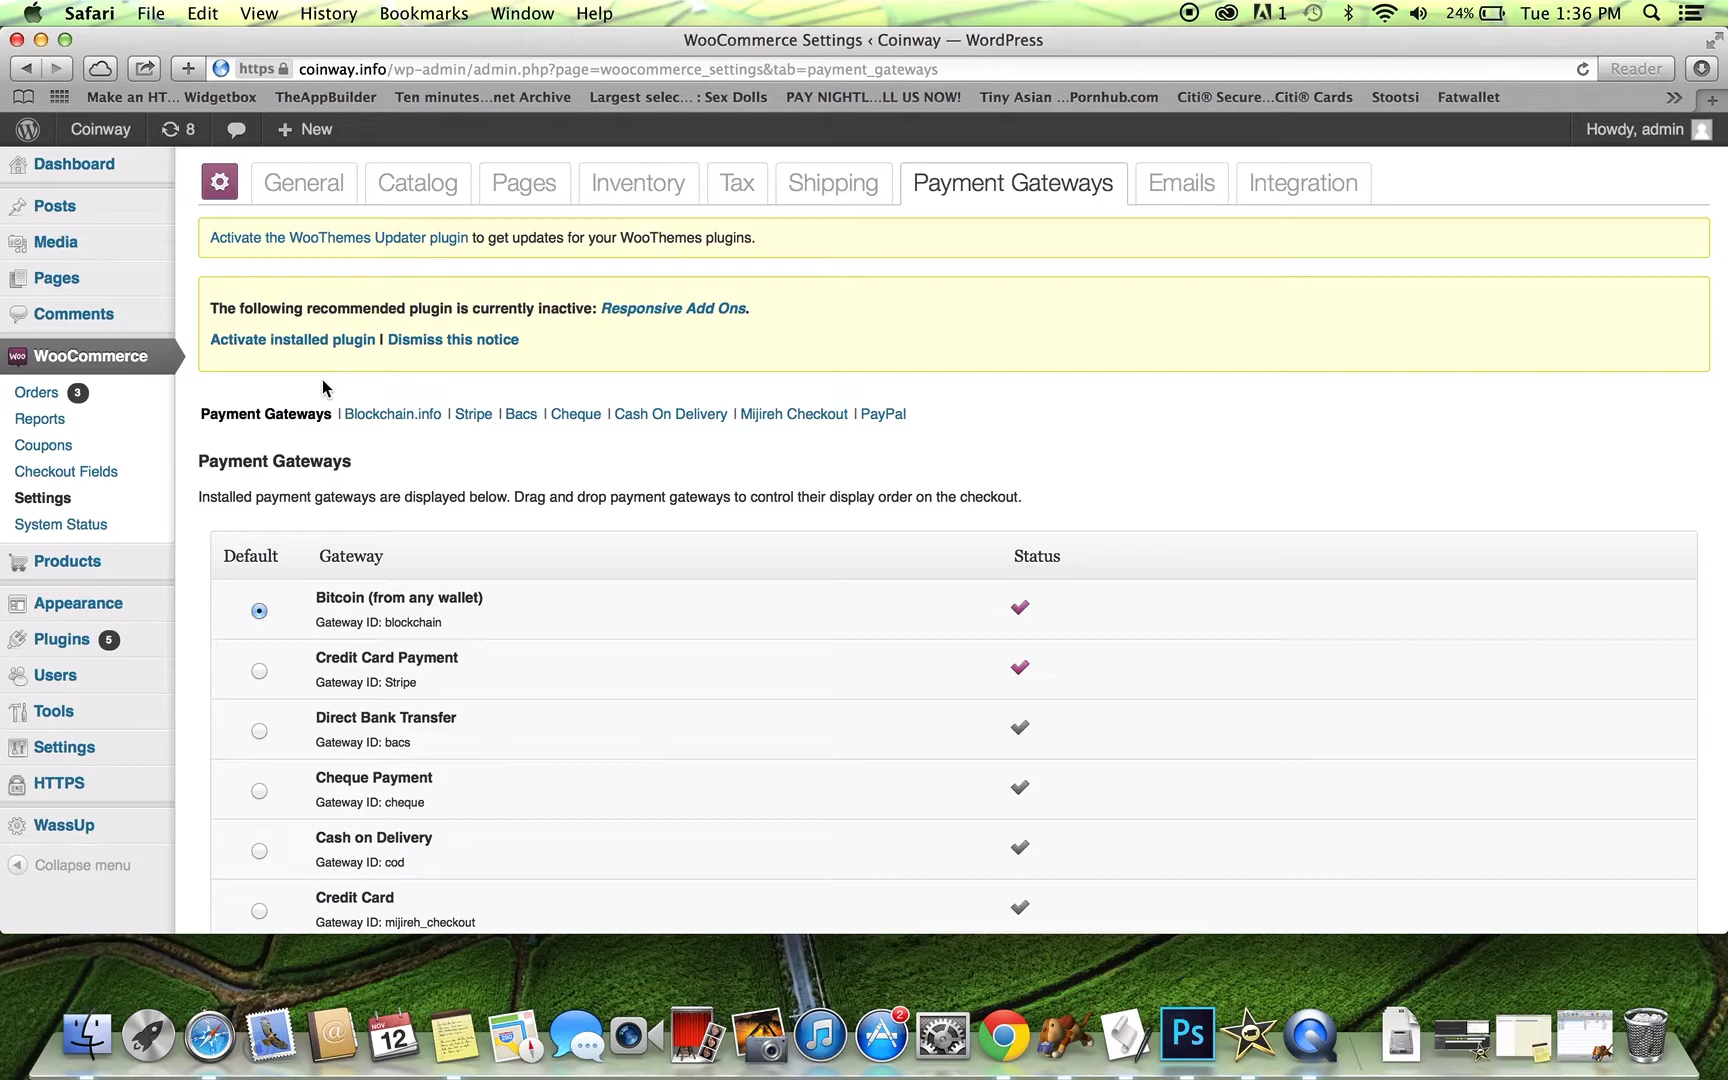 Safari File Edit View History Bookmarks Window Help 1 24% Tue 1:36 PM
WooCommerce Settings ‹ Coinway — WordPress
https coinway.info/wp-admin/admin.php?page=woocommerce_settings&tab=payment_gateways Reader
Make an HT... Widgetbox TheAppBuilder Ten minutes...net Archive Largest selec... : Sex Dolls PAY NIGHTL...LL US NOW! Tiny Asian ...Pornhub.com Citi® Secure...Citi® Cards Stootsi Fatwallet
Coinway 8 + New Howdy, admin
Dashboard
Posts
Media
Pages
Comments
WooCommerce
Orders 3
Reports
Coupons
Checkout Fields
Settings
System Status
Products
Appearance
Plugins 5
Users
Tools
Settings
HTTPS
WassUp
Collapse menu
General Catalog Pages Inventory Tax Shipping Payment Gateways Emails Integration
Activate the WooThemes Updater plugin to get updates for your WooThemes plugins.
The following recommended plugin is currently inactive: Responsive Add Ons.
Activate installed plugin | Dismiss this notice
Payment Gateways | Blockchain.info | Stripe | Bacs | Cheque | Cash On Delivery | Mijireh Checkout | PayPal
Payment Gateways
Installed payment gateways are displayed below. Drag and drop payment gateways to control their display order on the checkout.
Default Gateway Status
Bitcoin (from any wallet)
Gateway ID: blockchain
Credit Card Payment
Gateway ID: Stripe
Direct Bank Transfer
Gateway ID: bacs
Cheque Payment
Gateway ID: cheque
Cash on Delivery
Gateway ID: cod
Credit Card
Gateway ID: mijireh_checkout
NOV
12
2
Ps